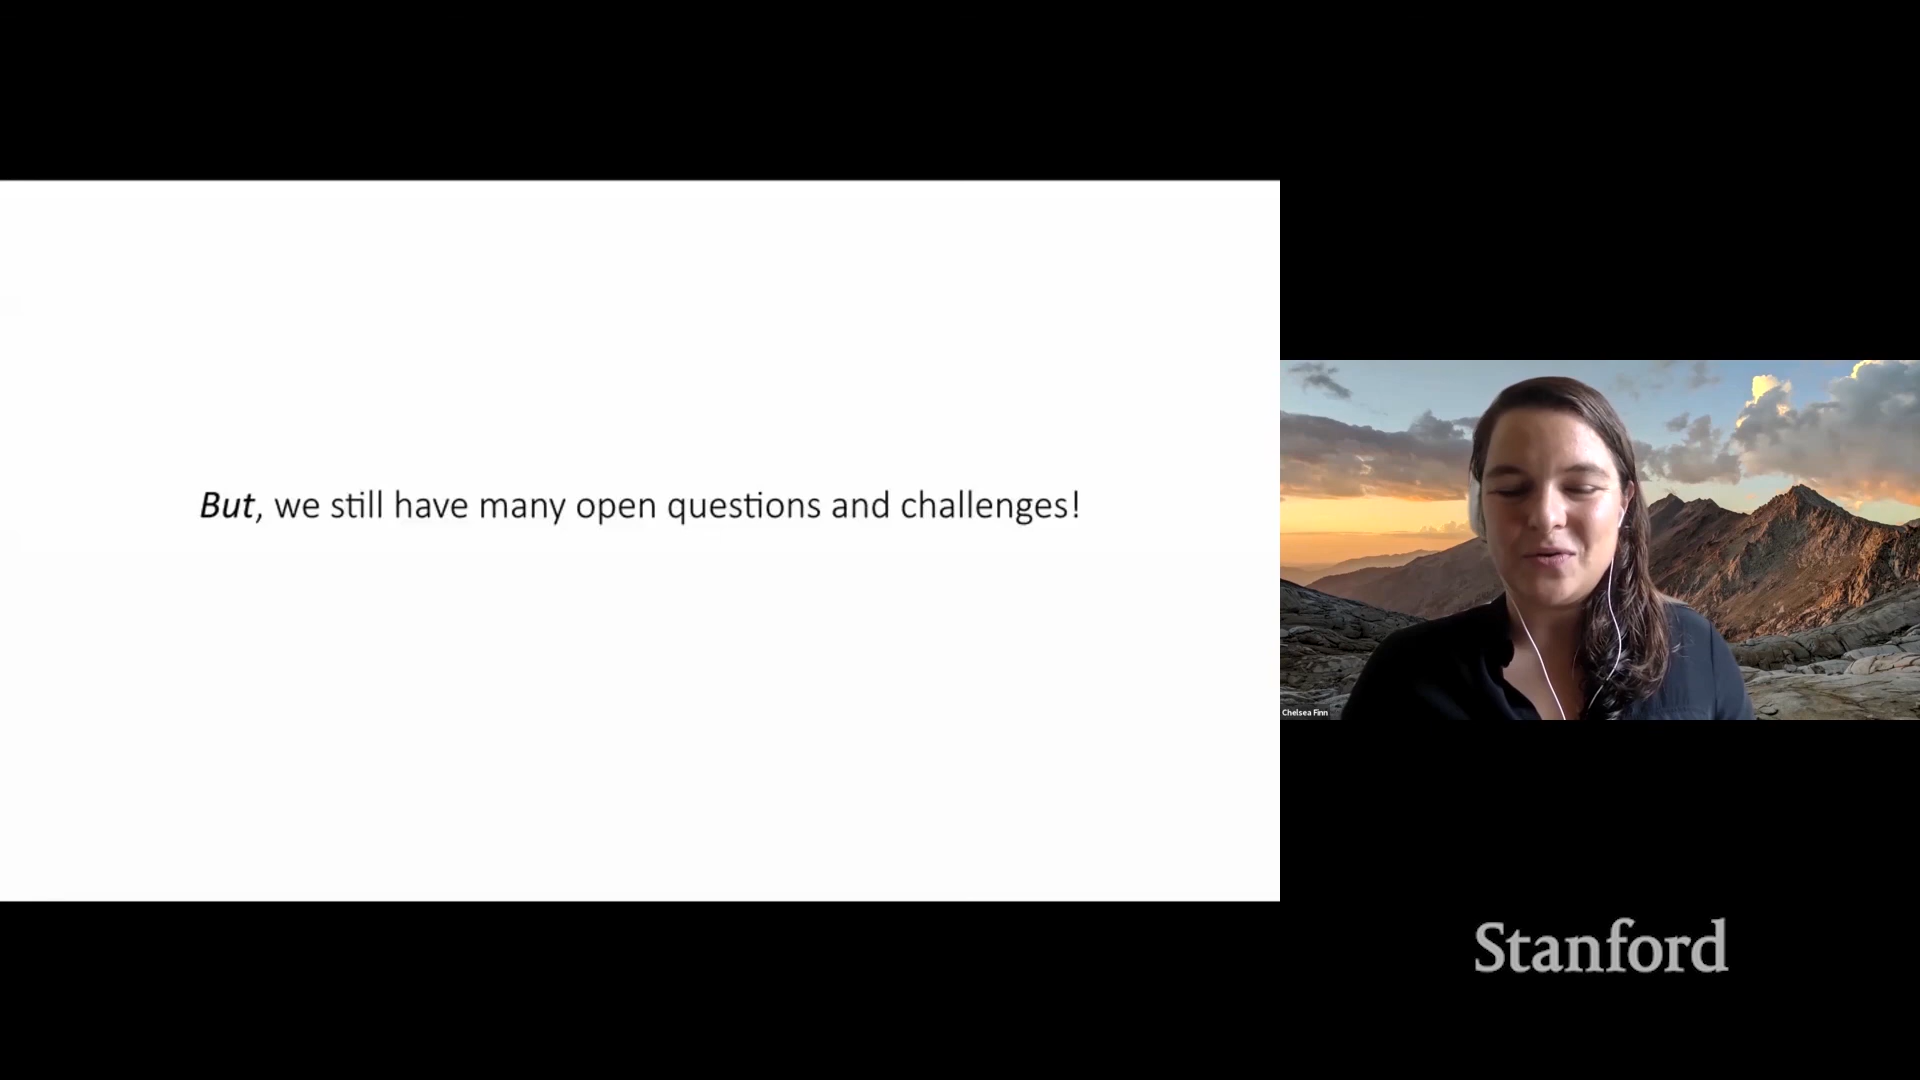 But, we still have many open questions and challenges!
Chelsea Finn
Stanford